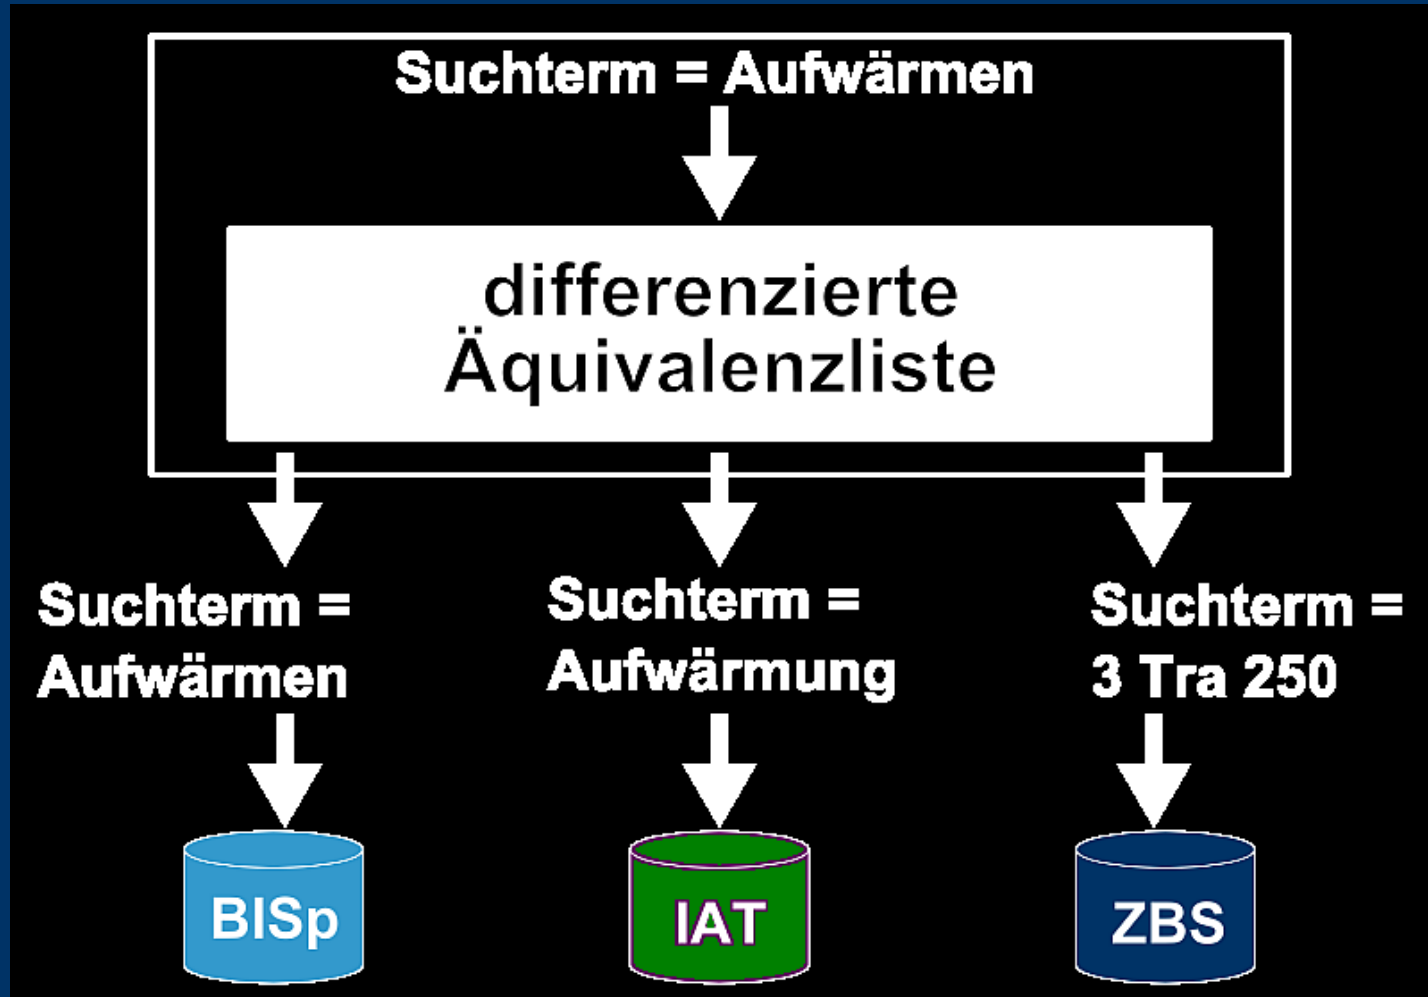 Suchterm = Aufwärmen
differenzierte
Äquivalenzliste
Suchterm =
Aufwärmen
Suchterm =
Aufwärmung
Suchterm =
3 Tra 250
BISp
IAT
ZBS